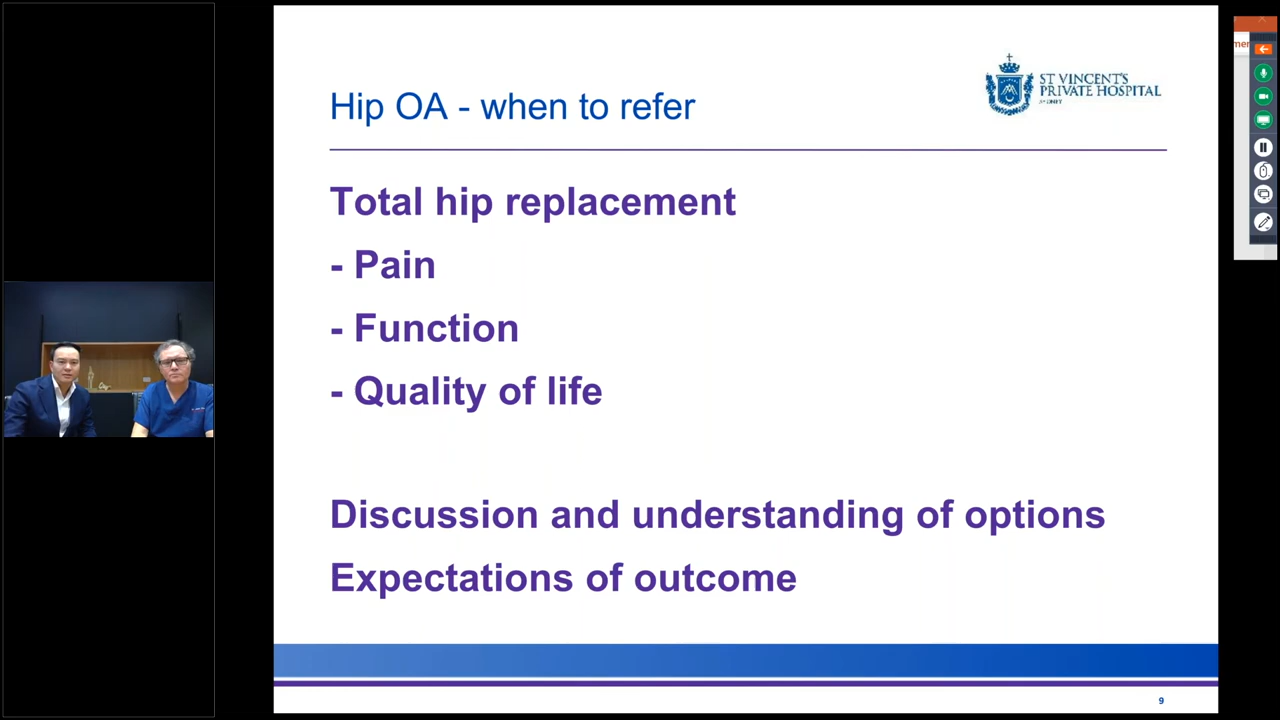 Hip OA - when to refer
ST VINCENT'S
PRIVATE HOSPITAL
SYDNEY
Total hip replacement
- Pain
- Function
- Quality of life
Discussion and understanding of options
Expectations of outcome
9